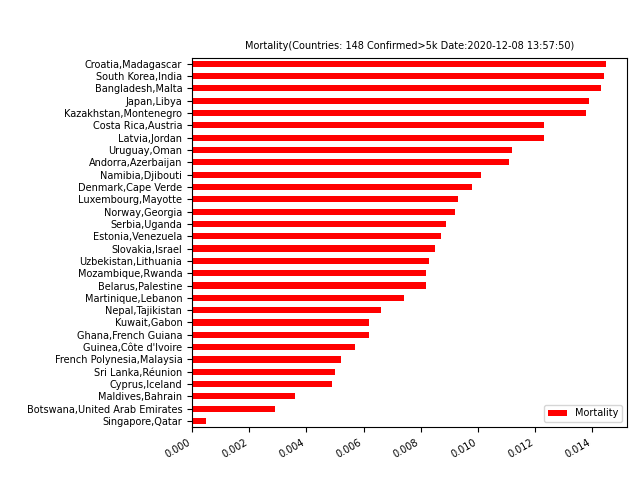 Mortality(Countries: 148 Confirmed>5k Date:2020-12-08 13:57:50)
Croatia,Madagascar
South Korea,India
Bangladesh,Malta
Japan,Libya
Kazakhstan,Montenegro
Costa Rica,Austria
Latvia,Jordan
Uruguay,Oman
Andorra,Azerbaijan
Namibia,Djibouti
Denmark,Cape Verde
Luxembourg,Mayotte
Norway,Georgia
Serbia,Uganda
Estonia,Venezuela
Slovakia,Israel
Uzbekistan,Lithuania
Mozambique,Rwanda
Belarus,Palestine
Martinique,Lebanon
Nepal,Tajikistan
Kuwait,Gabon
Ghana,French Guiana
Guinea,Côte d'Ivoire
French Polynesia,Malaysia
Sri Lanka,Réunion
Cyprus,Iceland
Maldives,Bahrain
Botswana,United Arab Emirates
Singapore,Qatar
Mortality
0.000 0.002 0.004 0.006 0.008 0.010 0.012 0.014